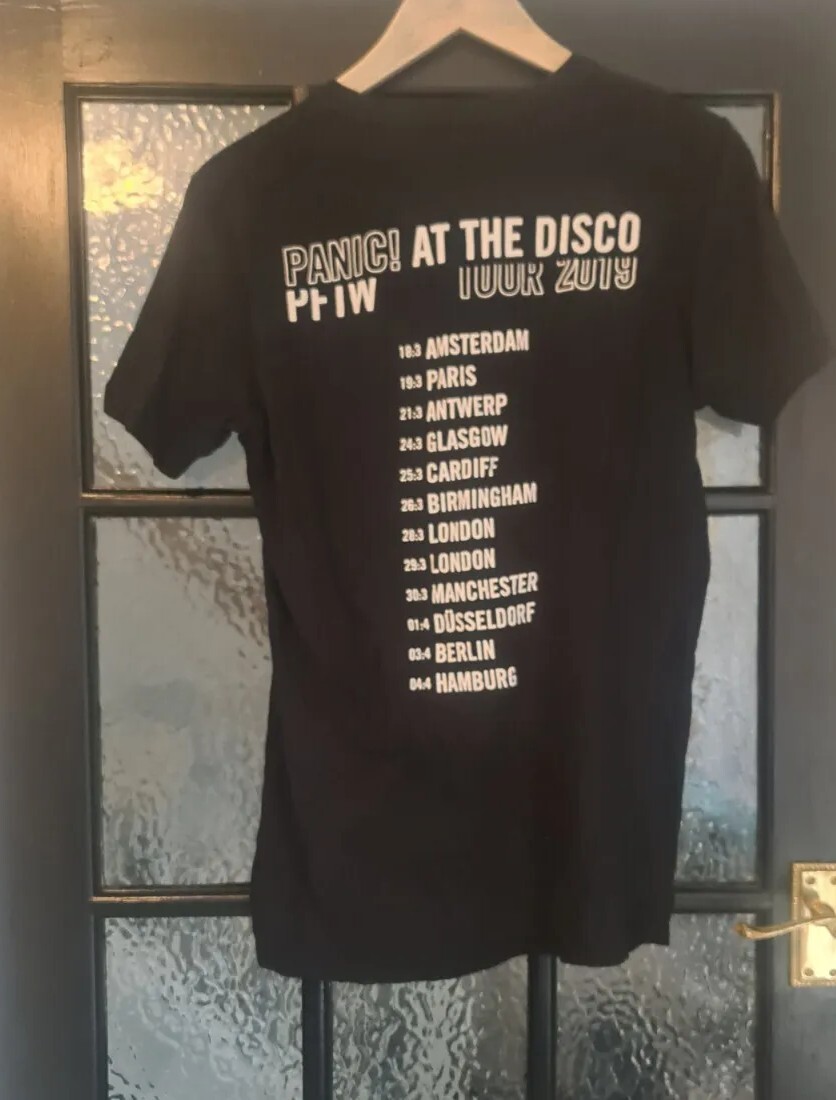 PANIC! AT THE DISCO
PFTW TOUR 2019
18:3 AMSTERDAM
19:3 PARIS
21:3 ANTWERP
24:3 GLASGOW
25:3 CARDIFF
26:3 BIRMINGHAM
28:3 LONDON
29:3 LONDON
30:3 MANCHESTER
01:4 DÜSSELDORF
03:4 BERLIN
04:4 HAMBURG